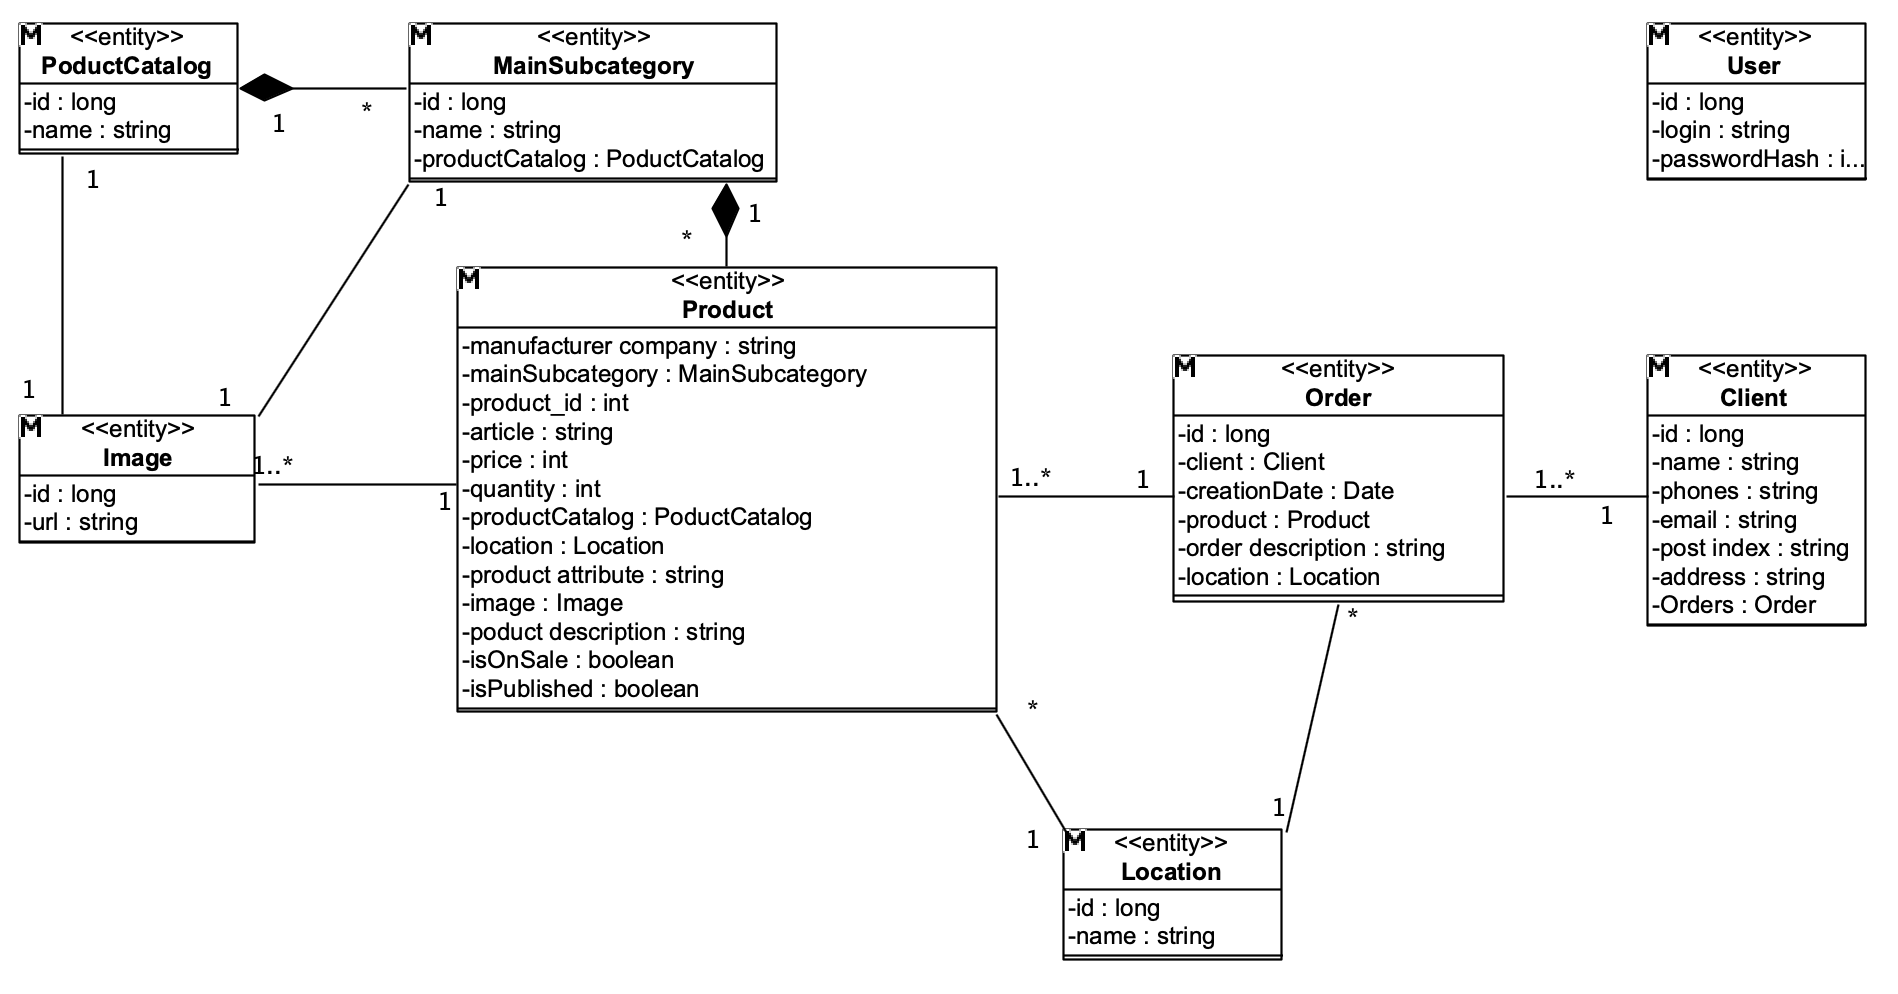 M <<entity>>
PoductCatalog
-id : long
-name : string
M <<entity>>
MainSubcategory
-id : long
-name : string
-productCatalog : PoductCatalog
M <<entity>>
User
-id : long
-login : string
-passwordHash : i...
1
*
1
1
1
*
M <<entity>>
Product
-manufacturer company : string
-mainSubcategory : MainSubcategory
-product_id : int
-article : string
-price : int
-quantity : int
-productCatalog : PoductCatalog
-location : Location
-product attribute : string
-image : Image
-poduct description : string
-isOnSale : boolean
-isPublished : boolean
1
1
M <<entity>>
Image
-id : long
-url : string
1..*
1
1..*
1
M <<entity>>
Order
-id : long
-client : Client
-creationDate : Date
-product : Product
-order description : string
-location : Location
1..*
1
M <<entity>>
Client
-id : long
-name : string
-phones : string
-email : string
-post index : string
-address : string
-Orders : Order
*
*
1
1
M <<entity>>
Location
-id : long
-name : string